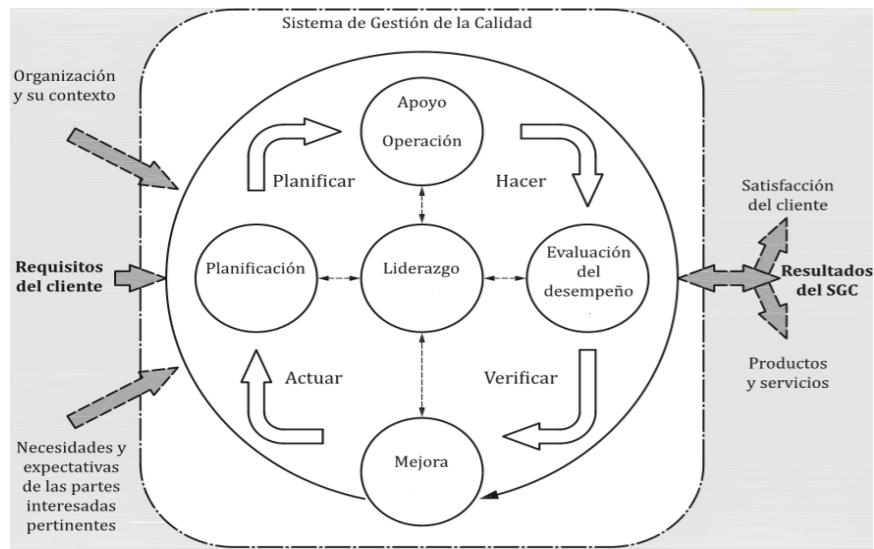 Sistema de Gestión de la Calidad
Organización
y su contexto
Apoyo
Operación
Planificar
Hacer
Satisfacción
del cliente
Requisitos
del cliente
Planificación
Liderazgo
Evaluación
del
desempeño
Resultados
del SGC
Actuar
Verificar
Productos
y servicios
Necesidades y
expectativas
de las partes
interesadas
pertinentes
Mejora